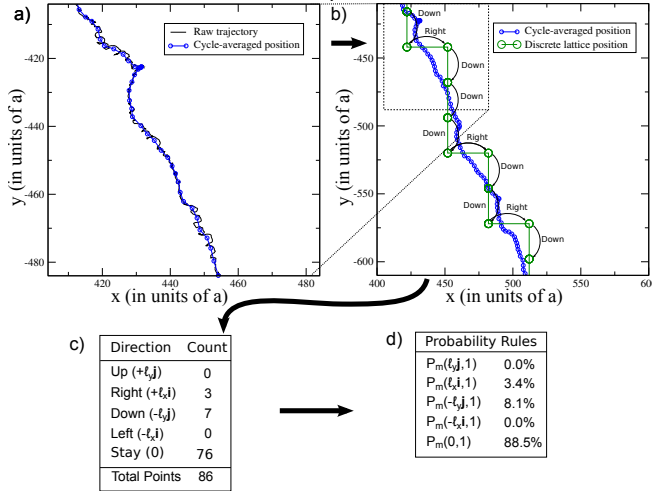 a)
Raw trajectory
Cycle-averaged position
-420
-440
-460
-480
y (in units of a)
420
440
460
480
x (in units of a)
b)
Cycle-averaged position
Discrete lattice position
Down
Right
Down
Down
Down
Right
Down
Down
Right
Down
-450
-500
-550
-600
y (in units of a)
400
450
500
550
60
x (in units of a)
c)
Direction Count
Up (+ℓyj) 0
Right (+ℓxi) 3
Down (-ℓyj) 7
Left (-ℓxi) 0
Stay (0) 76
Total Points 86
d)
Probability Rules
Pm(ℓyj,1) 0.0%
Pm(ℓxi,1) 3.4%
Pm(-ℓyj,1) 8.1%
Pm(-ℓxi,1) 0.0%
Pm(0,1) 88.5%